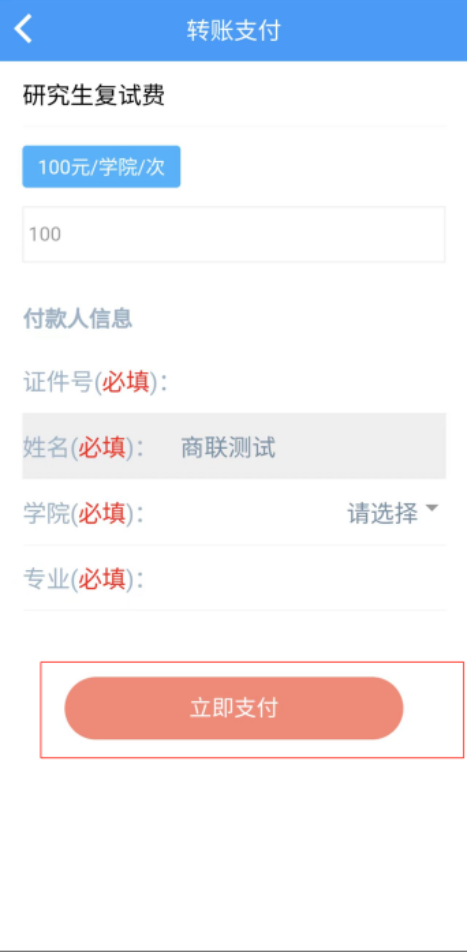 转账支付
研究生复试费
100元/学院/次
100
付款人信息
证件号(必填):
姓名(必填): 商联测试
学院(必填): 请选择
专业(必填):
立即支付